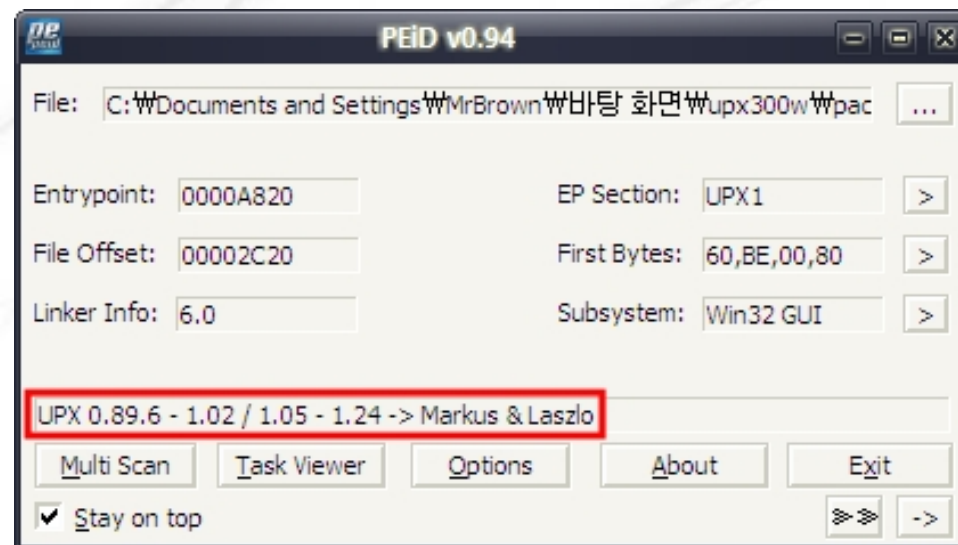 PEiD v0.94
File: C:₩Documents and Settings₩MrBrown₩바탕 화면₩upx300w₩pac ...
Entrypoint: 0000A820 EP Section: UPX1 >
File Offset: 00002C20 First Bytes: 60,BE,00,80 >
Linker Info: 6.0 Subsystem: Win32 GUI >
UPX 0.89.6 - 1.02 / 1.05 - 1.24 -> Markus & Laszlo
Multi Scan Task Viewer Options About Exit
Stay on top >> ->